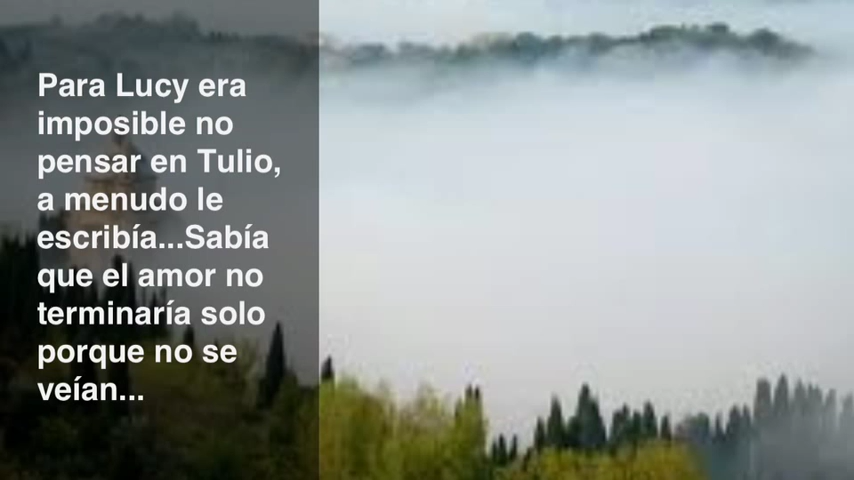 Para Lucy era
imposible no
pensar en Tulio,
a menudo le
escribía...Sabía
que el amor no
terminaría solo
porque no se
veían...